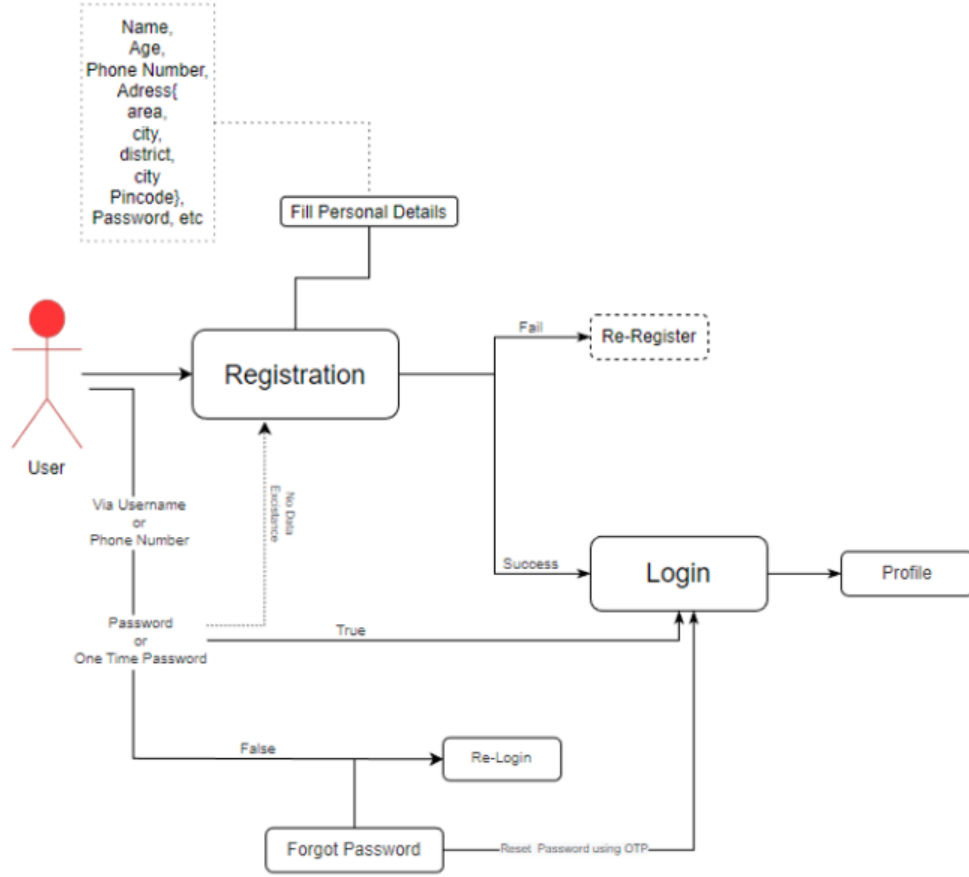 Name,
Age,
Phone Number,
Adress{
area,
city,
district,
city
Pincode},
Password, etc
Fill Personal Details
User
Registration
Fail
Re-Register
Via Username
or
Phone Number
No Data
Excistance
Success
Login
Profile
Password
or
One Time Password
True
False
Re-Login
Forgot Password
Reset Password using OTP